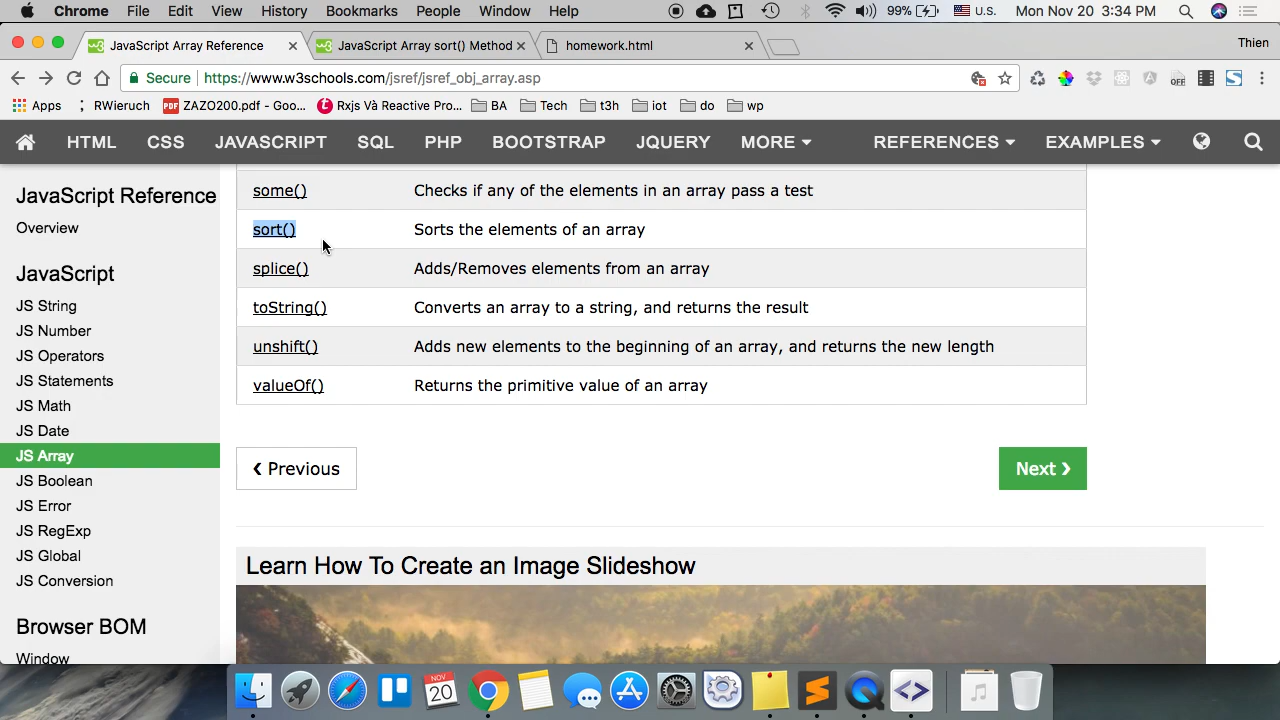 Chrome File Edit View History Bookmarks People Window Help 99% U.S. Mon Nov 20 3:34 PM
JavaScript Array Reference JavaScript Array sort() Method homework.html Thien
Secure https://www.w3schools.com/jsref/jsref_obj_array.asp OFF
Apps RWieruch PDF ZAZO200.pdf - Goo... t Rxjs Và Reactive Pro... BA Tech t3h iot do wp
HTML CSS JAVASCRIPT SQL PHP BOOTSTRAP JQUERY MORE REFERENCES EXAMPLES
JavaScript Reference
Overview
JavaScript
JS String
JS Number
JS Operators
JS Statements
JS Math
JS Date
JS Array
JS Boolean
JS Error
JS RegExp
JS Global
JS Conversion
Browser BOM
Window
some() Checks if any of the elements in an array pass a test
sort() Sorts the elements of an array
splice() Adds/Removes elements from an array
toString() Converts an array to a string, and returns the result
unshift() Adds new elements to the beginning of an array, and returns the new length
valueOf() Returns the primitive value of an array
❮ Previous Next ❯
Learn How To Create an Image Slideshow
NOV
20